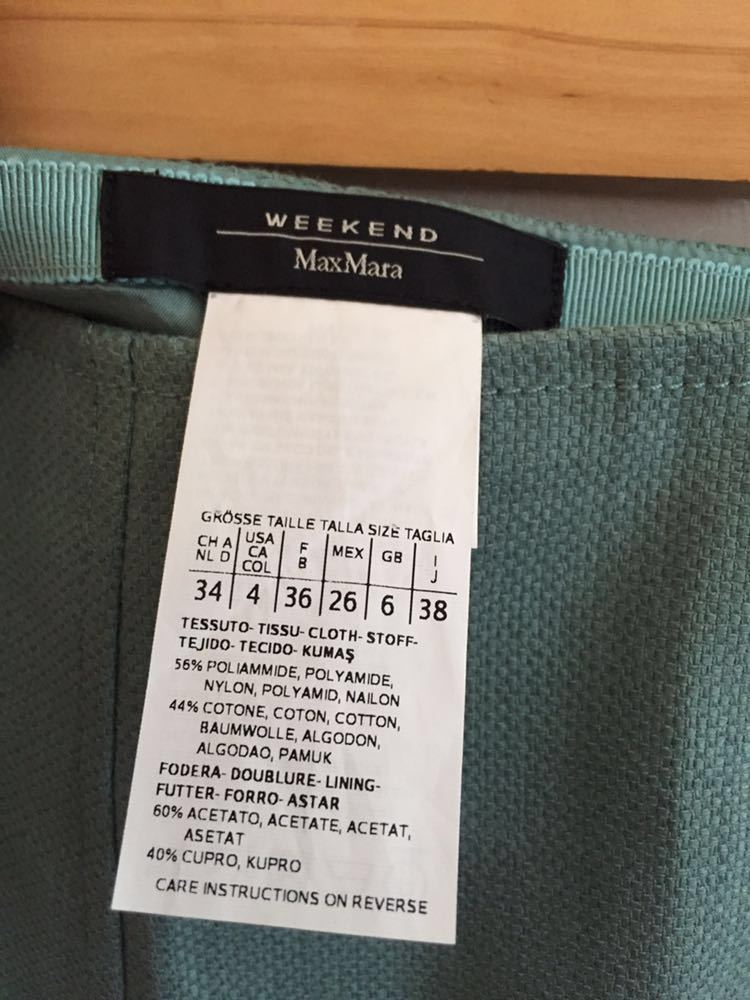 WEEKEND
MaxMara
GRÖSSE TAILLE TALLA SIZE TAGLIA
CH A NL D | USA CA COL | F B | MEX | GB | I J
34 | 4 | 36 | 26 | 6 | 38
TESSUTO- TISSU- CLOTH- STOFF-
TEJIDO- TECIDO- KUMAŞ
56% POLIAMMIDE, POLYAMIDE,
NYLON, POLYAMID, NAILON
44% COTONE, COTON, COTTON,
BAUMWOLLE, ALGODON,
ALGODAO, PAMUK
FODERA- DOUBLURE- LINING-
FUTTER- FORRO- ASTAR
60% ACETATO, ACETATE, ACETAT,
ASETAT
40% CUPRO, KUPRO
CARE INSTRUCTIONS ON REVERSE